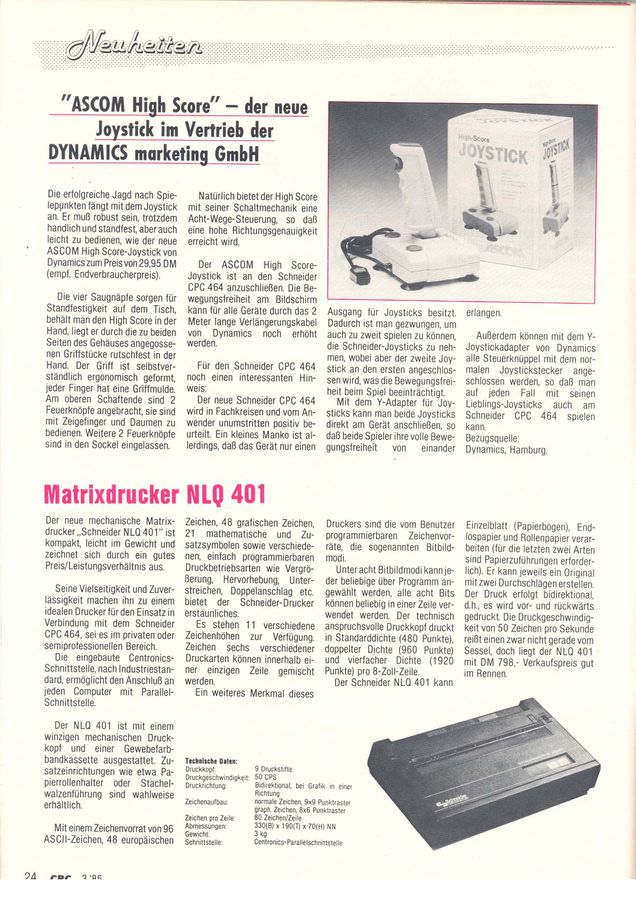 Neuheiten
"ASCOM High Score" – der neue
Joystick im Vertrieb der
DYNAMICS marketing GmbH
Die erfolgreiche Jagd nach Spie-
lepunkten fängt mit dem Joystick
an. Er muß robust sein, trotzdem
handlich und standfest, aber auch
leicht zu bedienen, wie der neue
ASCOM High Score-Joystick von
Dynamics zum Preis von 29,95 DM
(empf. Endverbraucherpreis).
Die vier Saugnäpfe sorgen für
Standfestigkeit auf dem Tisch,
behält man den High Score in der
Hand, liegt er durch die zu beiden
Seiten des Gehäuses angegosse-
nen Griffstücke rutschfest in der
Hand. Der Griff ist selbstver-
ständlich ergonomisch geformt,
jeder Finger hat eine Griffmulde.
Am oberen Schaftende sind 2
Feuerknöpfe angebracht, sie sind
mit Zeigefinger und Daumen zu
bedienen. Weitere 2 Feuerknöpfe
sind in den Sockel eingelassen.
Natürlich bietet der High Score
mit seiner Schaltmechanik eine
Acht-Wege-Steuerung, so daß
eine hohe Richtungsgenauigkeit
erreicht wird.
Der ASCOM High Score-
Joystick ist an den Schneider
CPC 464 anzuschließen. Die Be-
wegungsfreiheit am Bildschirm
kann für alle Geräte durch das 2
Meter lange Verlängerungskabel
von Dynamics noch erhöht
werden.
Für den Schneider CPC 464
noch einen interessanten Hin-
weis:
Der neue Schneider CPC 464
wird in Fachkreisen und vom An-
wender unumstritten positiv be-
urteilt. Ein kleines Manko ist al-
lerdings, daß das Gerät nur einen
High-Score
JOYSTICK
JOYSTICK
Ausgang für Joysticks besitzt.
Dadurch ist man gezwungen, um
auch zu zweit spielen zu können,
die Schneider-Joysticks zu neh-
men, wobei aber der zweite Joy-
stick an den ersten angeschlos-
sen wird, was die Bewegungsfrei-
heit beim Spiel beeinträchtigt.
Mit dem Y-Adapter für Joy-
sticks kann man beide Joysticks
direkt am Gerät anschließen, so
daß beide Spieler ihre volle Bewe-
gungsfreiheit von einander
erlangen.
Außerdem können mit dem Y-
Joystickadapter von Dynamics
alle Steuerknüppel mit dem nor-
malen Joystickstecker ange-
schlossen werden, so daß man
auf jeden Fall mit seinen
Lieblings-Joysticks auch am
Schneider CPC 464 spielen
kann.
Bezugsquelle:
Dynamics, Hamburg.
Matrixdrucker NLQ 401
Der neue mechanische Matrix-
drucker „Schneider NLQ 401" ist
kompakt, leicht im Gewicht und
zeichnet sich durch ein gutes
Preis/Leistungsverhältnis aus.
Seine Vielseitigkeit und Zuver-
lässigkeit machen ihn zu einem
idealen Drucker für den Einsatz in
Verbindung mit dem Schneider
CPC 464, sei es im privaten oder
semiprofessionellen Bereich.
Die eingebaute Centronics-
Schnittstelle, nach Industriestan-
dard, ermöglicht den Anschluß an
jeden Computer mit Parallel-
Schnittstelle.
Der NLQ 401 ist mit einem
winzigen mechanischen Druck-
kopf und einer Gewebefarb-
bandkassette ausgestattet. Zu-
satzeinrichtungen wie etwa Pa-
pierrollenhalter oder Stachel-
walzenführung sind wahlweise
erhältlich.
Mit einem Zeichenvorrat von 96
ASCII-Zeichen, 48 europäischen
Zeichen, 48 grafischen Zeichen,
21 mathematische und Zu-
satzsymbolen sowie verschiede-
nen, einfach programmierbaren
Druckbetriebsarten wie Vergrö-
ßerung, Hervorhebung, Unter-
streichen, Doppelanschlag etc.
bietet der Schneider-Drucker
erstaunliches.
Es stehen 11 verschiedene
Zeichenhöhen zur Verfügung.
Zeichen sechs verschiedener
Druckarten können innerhalb ei-
ner einzigen Zeile gemischt
werden.
Ein weiteres Merkmal dieses
Druckers sind die vom Benutzer
programmierbaren Zeichenvor-
räte, die sogenannten Bitbild-
modi.
Unter acht Bitbildmodi kann je-
der beliebige über Programm an-
gewählt werden, alle acht Bits
können beliebig in einer Zeile ver-
wendet werden. Der technisch
anspruchsvolle Druckkopf druckt
in Standarddichte (480 Punkte),
doppelter Dichte (960 Punkte)
und vierfacher Dichte (1920
Punkte) pro 8-Zoll-Zeile.
Der Schneider NLQ 401 kann
Einzelblatt (Papierbögen), End-
lospapier und Rollenpapier verar-
beiten (für die letzten zwei Arten
sind Papierzuführungen erforder-
lich). Er kann jeweils ein Original
mit zwei Durchschlägen erstellen.
Der Druck erfolgt bidirektional,
d.h., es wird vor- und rückwärts
gedruckt. Die Druckgeschwindig-
keit von 50 Zeichen pro Sekunde
reißt einen zwar nicht gerade vom
Sessel, doch liegt der NLQ 401
mit DM 798,- Verkaufspreis gut
im Rennen.
Technische Daten:
Druckkopf: 9 Druckstifte
Druckgeschwindigkeit: 50 CPS
Druckrichtung: Bidirektional, bei Grafik in einer
Richtung
Zeichenaufbau: normale Zeichen, 9x9 Punktraster
graph. Zeichen, 8x6 Punktraster
Zeichen pro Zeile: 80 Zeichen/Zeile
Abmessungen: 330(B) x 190(T) x 70(H) NN
Gewicht: 3 kg
Schnittstelle: Centronics-Parallelschnittstelle
24 CPC 3'85